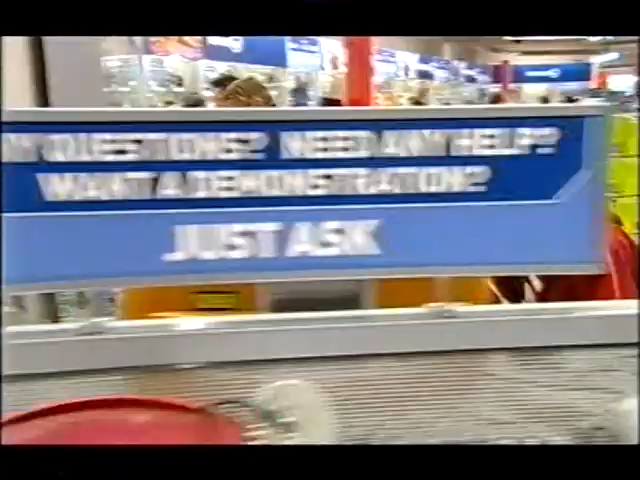 QUESTIONS? NEED ANY HELP?
WANT A DEMONSTRATION?
JUST ASK